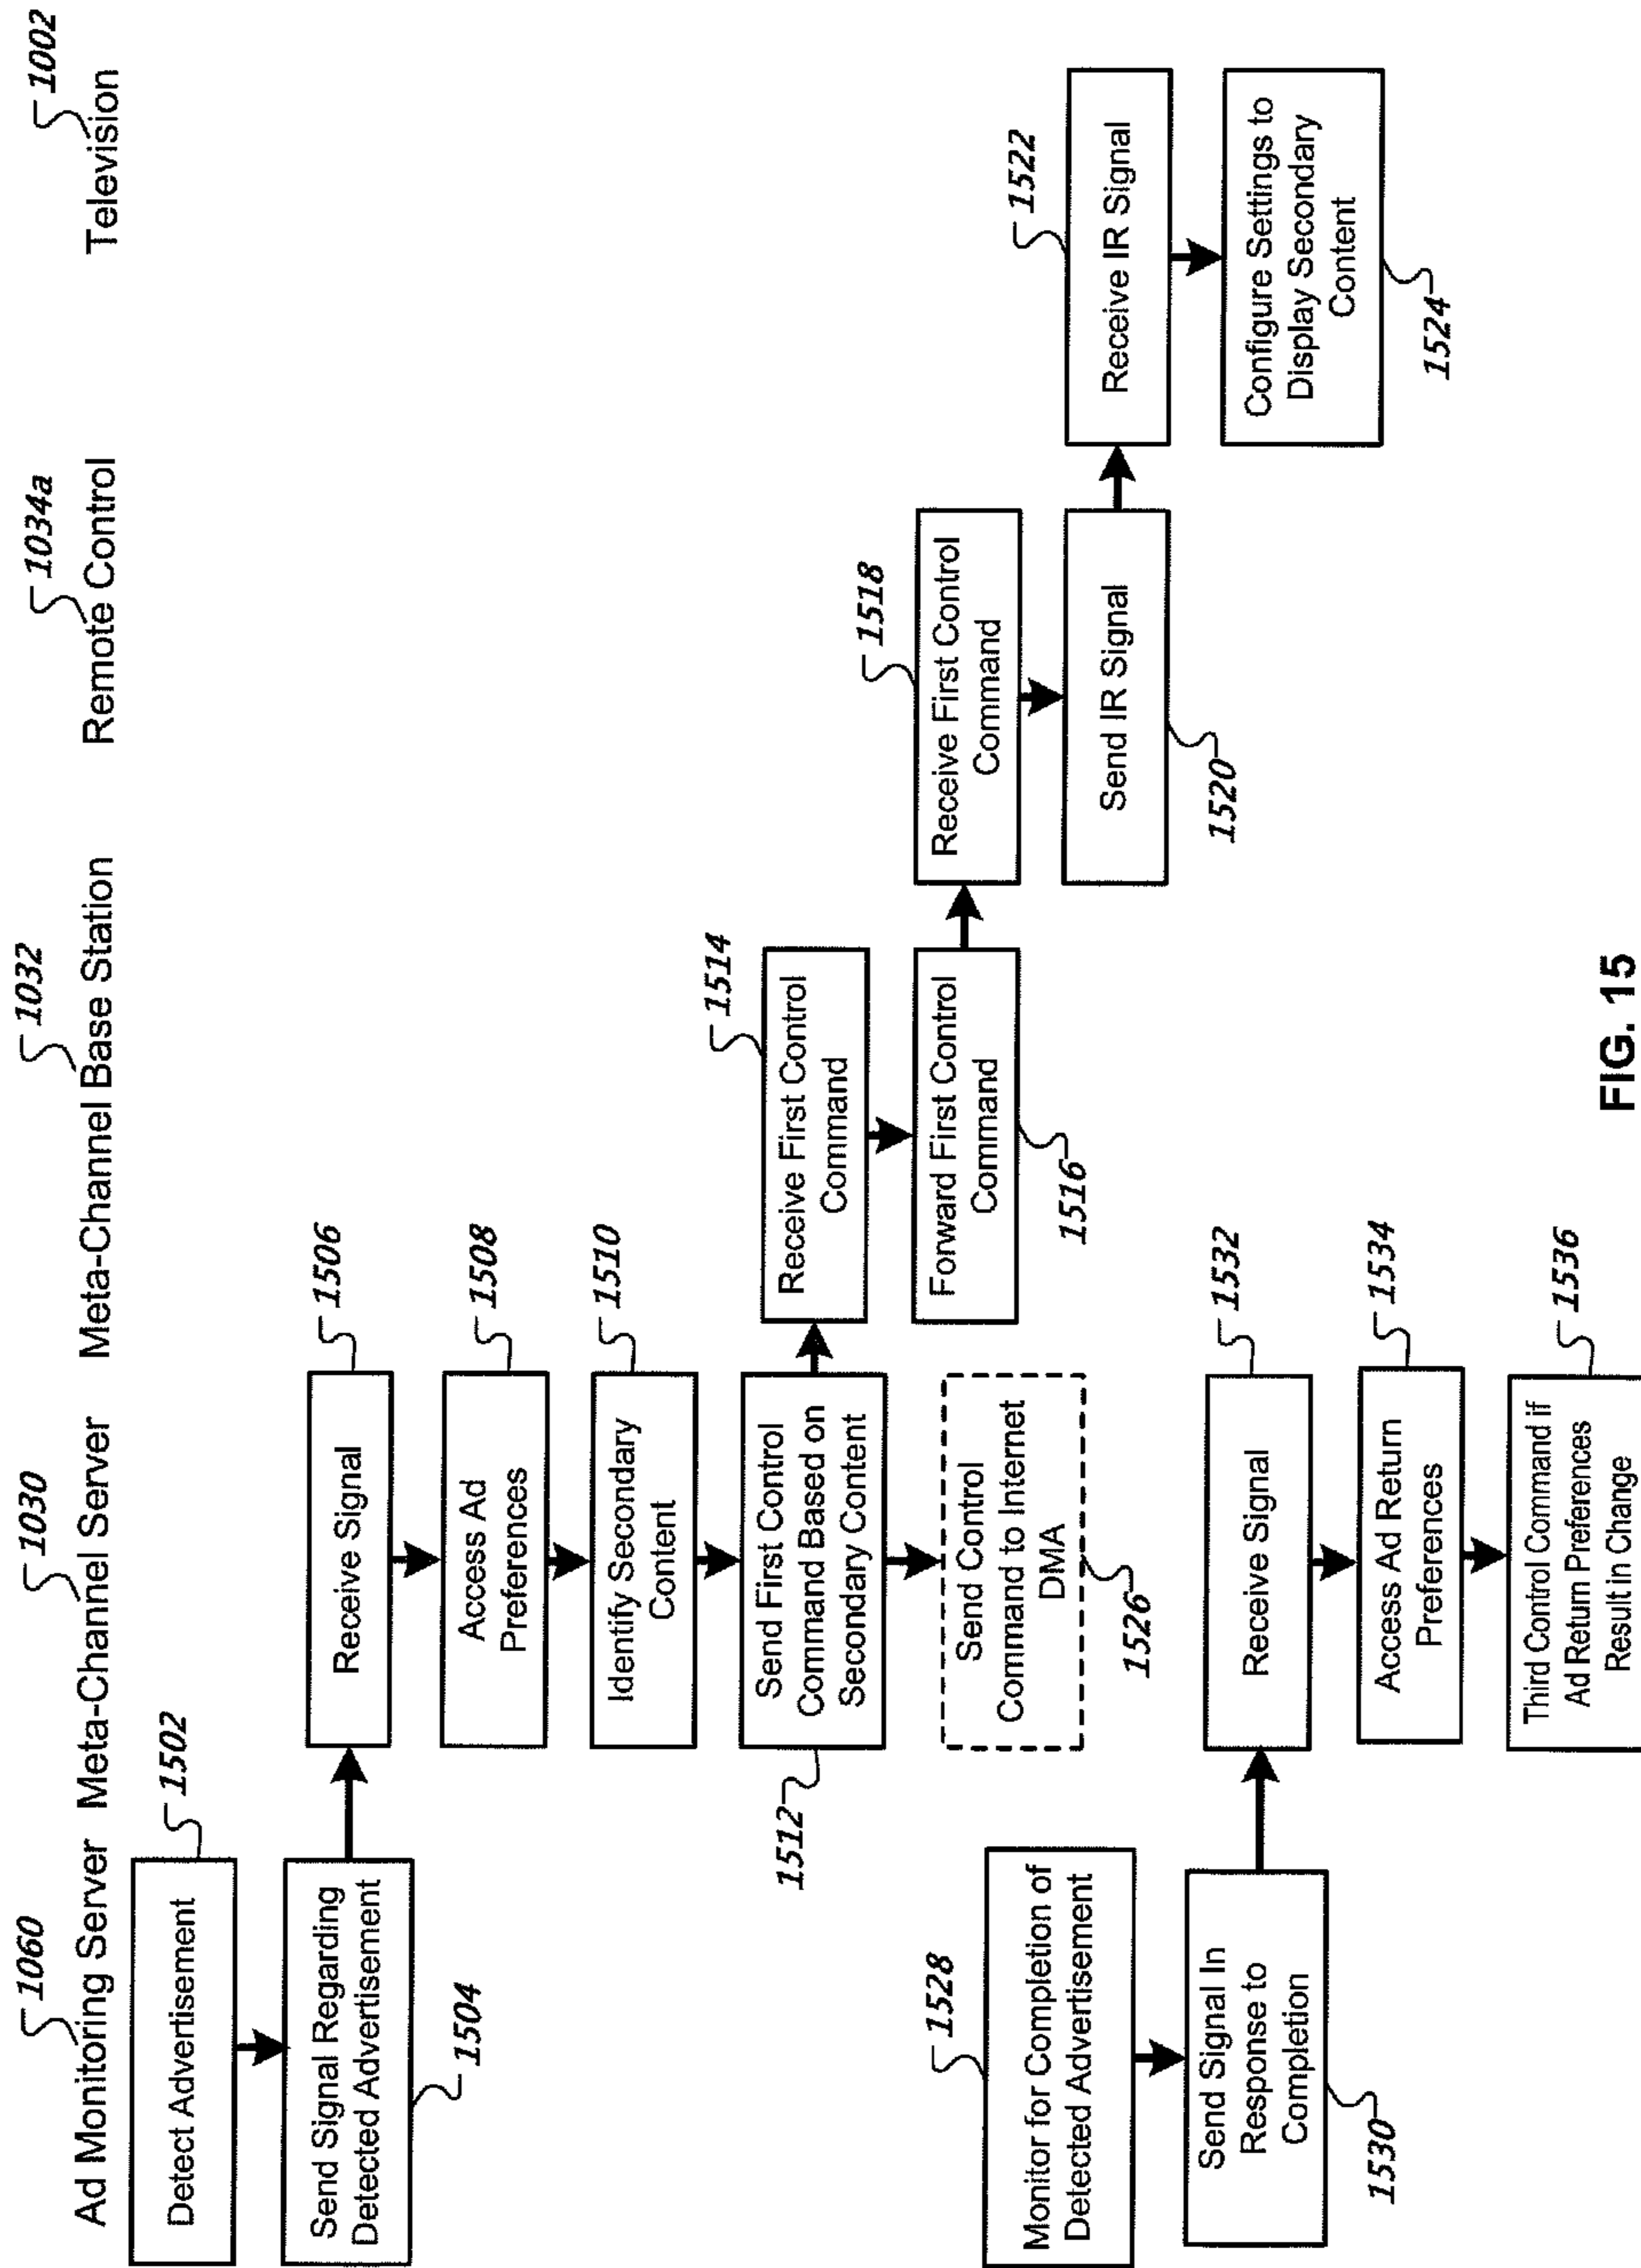 1060
Ad Monitoring Server
1030
Meta-Channel Server
1032
Meta-Channel Base Station
1034a
Remote Control
1002
Television
Detect Advertisement
1502
Send Signal Regarding
Detected Advertisement
1504
Receive Signal
1506
Access Ad
Preferences
1508
Identify Secondary
Content
1510
Send First Control
Command Based on
Secondary Content
1512
Receive First Control
Command
1514
Forward First Control
Command
1516
Receive First Control
Command
1518
Send IR Signal
1520
Receive IR Signal
1522
Configure Settings to
Display Secondary
Content
1524
Send Control
Command to Internet
DMA
1526
Monitor for Completion of
Detected Advertisement
1528
Send Signal In
Response to
Completion
1530
Receive Signal
1532
Access Ad Return
Preferences
1534
Third Control Command if
Ad Return Preferences
Result in Change
1536
FIG. 15